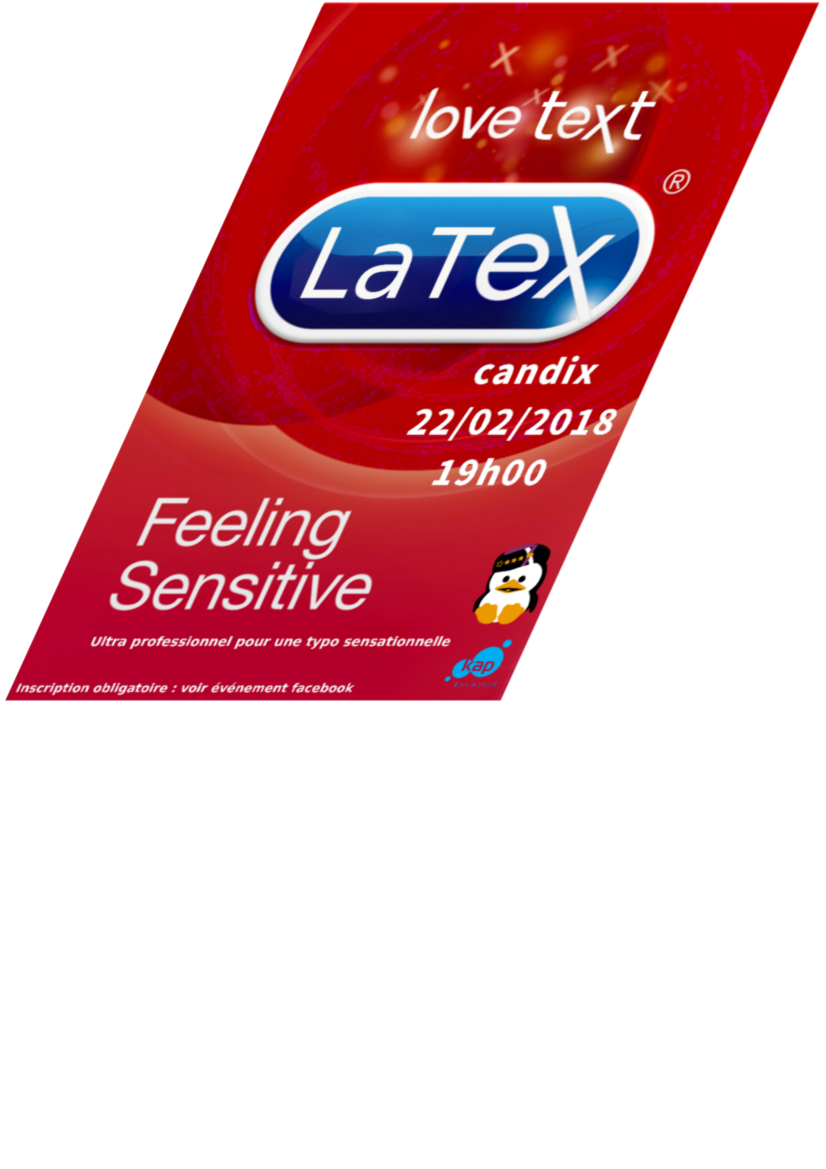 love text
®
LaTeX
candix
22/02/2018
19h00
Feeling
Sensitive
Ultra professionnel pour une typo sensationnelle
kap
Inscription obligatoire : voir événement facebook